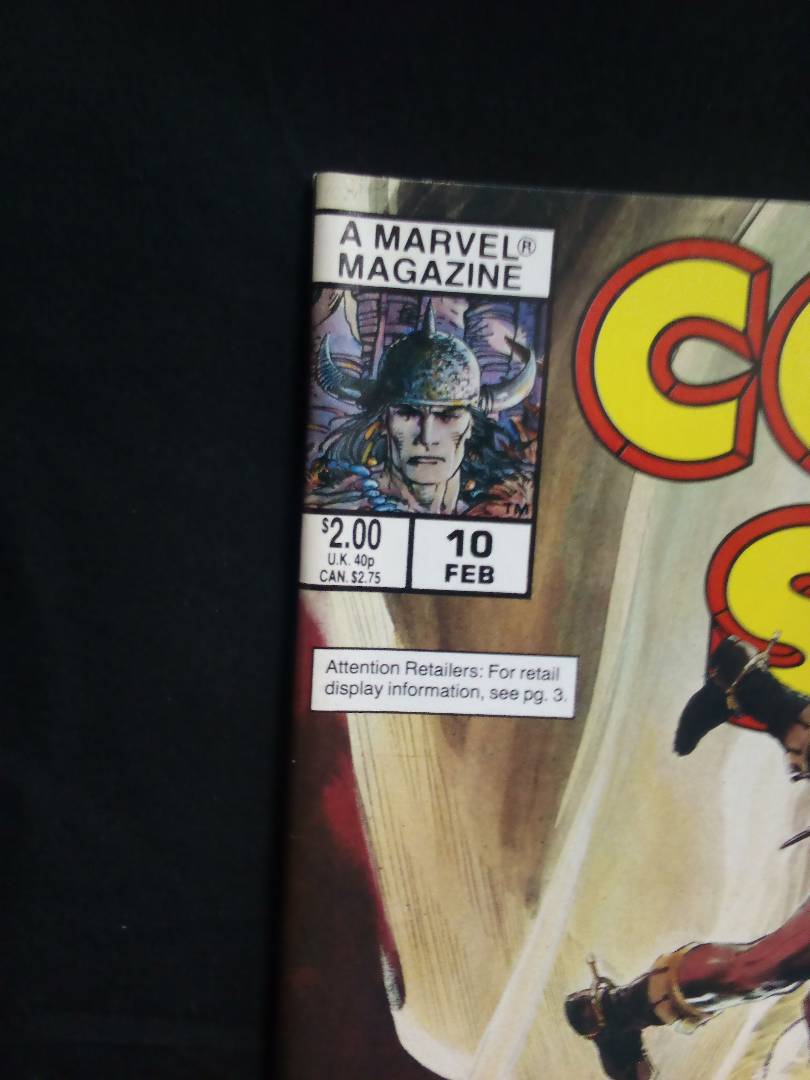 A MARVEL®
MAGAZINE
TM
$2.00
U.K. 40p
CAN. $2.75
10
FEB
Attention Retailers: For retail
display information, see pg. 3.